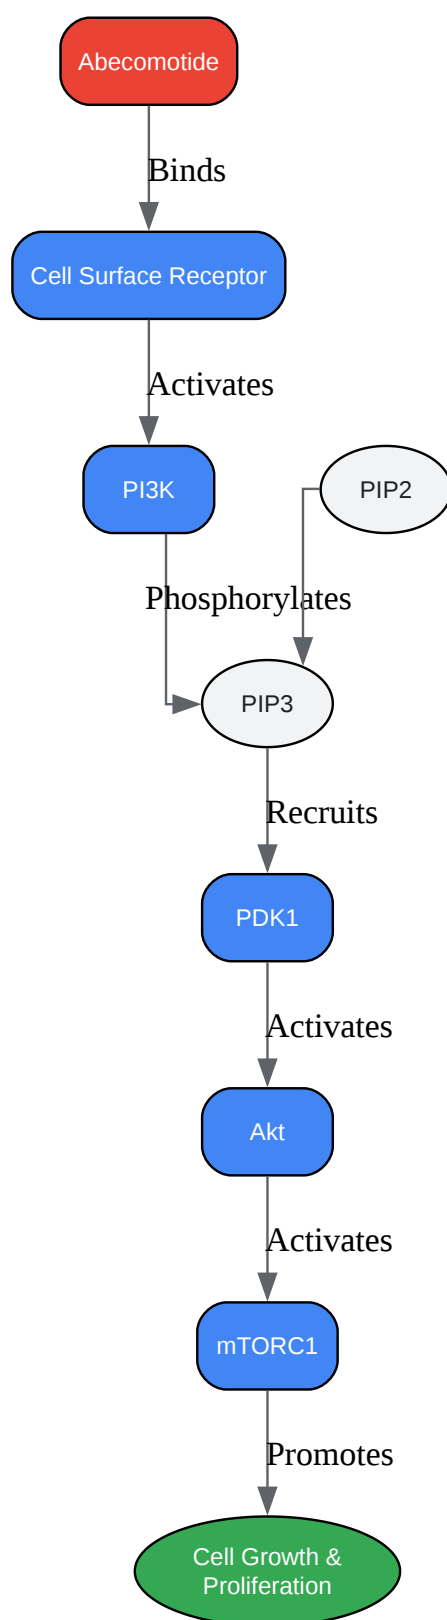 Abecomotide
Binds
Cell Surface Receptor
Activates
PI3K
PIP2
Phosphorylates
PIP3
Recruits
PDK1
Activates
Akt
Activates
mTORC1
Promotes
Cell Growth &
Proliferation